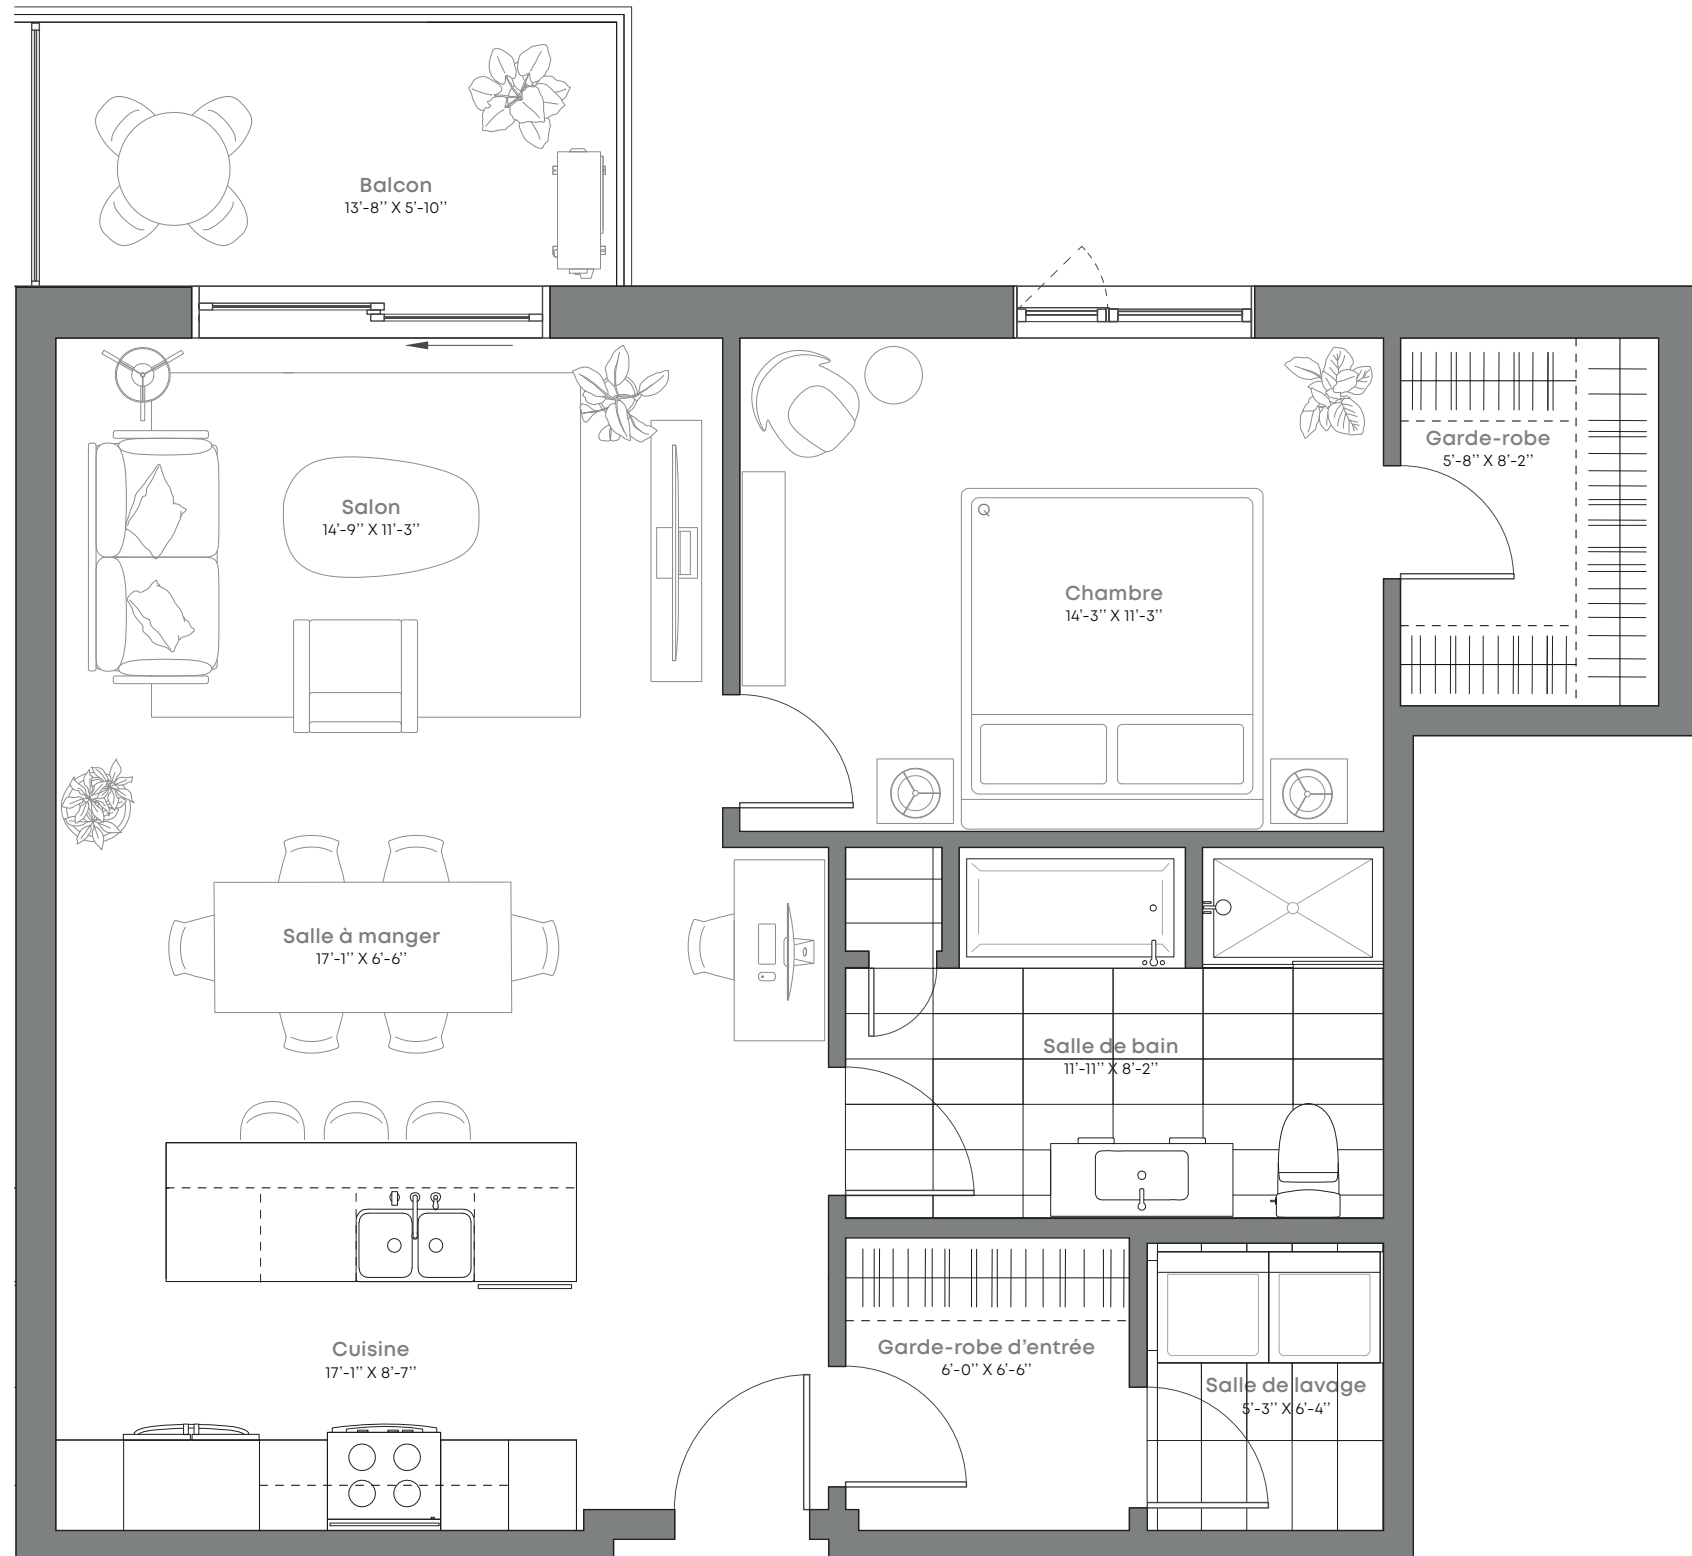 Balcon
13'-8'' X 5'-10''
Garde-robe
5'-8'' X 8'-2''
Salon
14'-9'' X 11'-3''
Q
Chambre
14'-3'' X 11'-3''
Salle à manger
17'-1'' X 6'-6''
Salle de bain
11'-11'' X 8'-2''
Cuisine
17'-1'' X 8'-7''
Garde-robe d'entrée
6'-0'' X 6'-6''
Salle de lavage
5'-3'' X 6'-4''